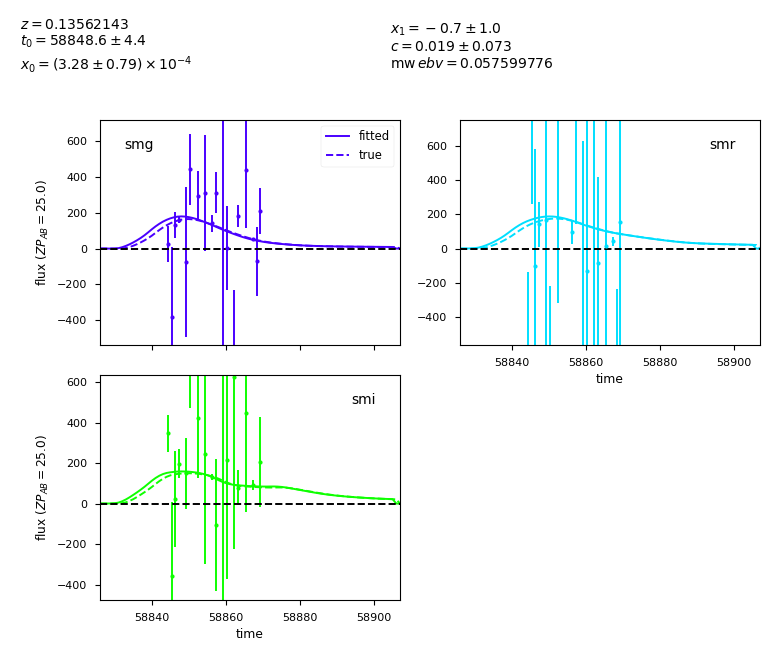 z = 0.13562143
t₀ = 58848.6 ± 4.4
x₀ = (3.28 ± 0.79) × 10⁻⁴
x₁ = −0.7 ± 1.0
c = 0.019 ± 0.073
mw ebv = 0.057599776
smg
fitted
true
600
400
200
0
−200
−400
flux (ZP_AB = 25.0)
smr
600
400
200
0
−200
−400
58840 58860 58880 58900
time
smi
600
400
200
0
−200
−400
flux (ZP_AB = 25.0)
58840 58860 58880 58900
time